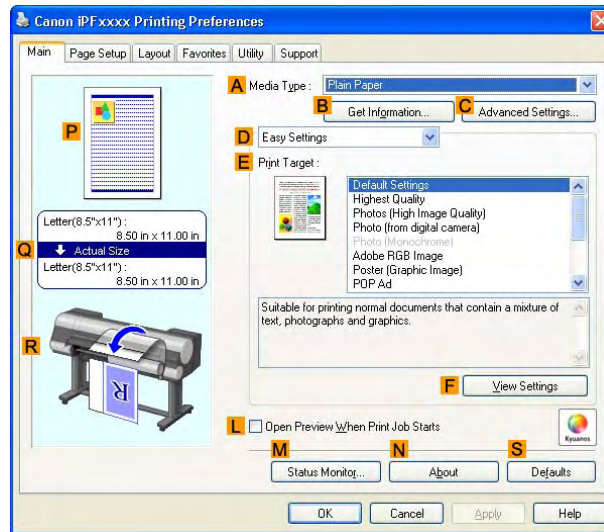 Canon iPFxxxx Printing Preferences
Main Page Setup Layout Favorites Utility Support
A Media Type : Plain Paper
B C
Get Information... Advanced Settings...
D Easy Settings
E Print Target :
P
Default Settings
Highest Quality
Photos (High Image Quality)
Photo (from digital camera)
Photo (Monochrome)
Adobe RGB Image
Poster (Graphic Image)
POP Ad
Letter(8.5"x11") :
8.50 in x 11.00 in
Q Actual Size
Letter(8.5"x11") :
8.50 in x 11.00 in
Suitable for printing normal documents that contain a mixture of
text, photographs and graphics.
R
R
F View Settings
L Open Preview When Print Job Starts
Kyuanos
M N S
Status Monitor... About Defaults
OK Cancel Apply Help